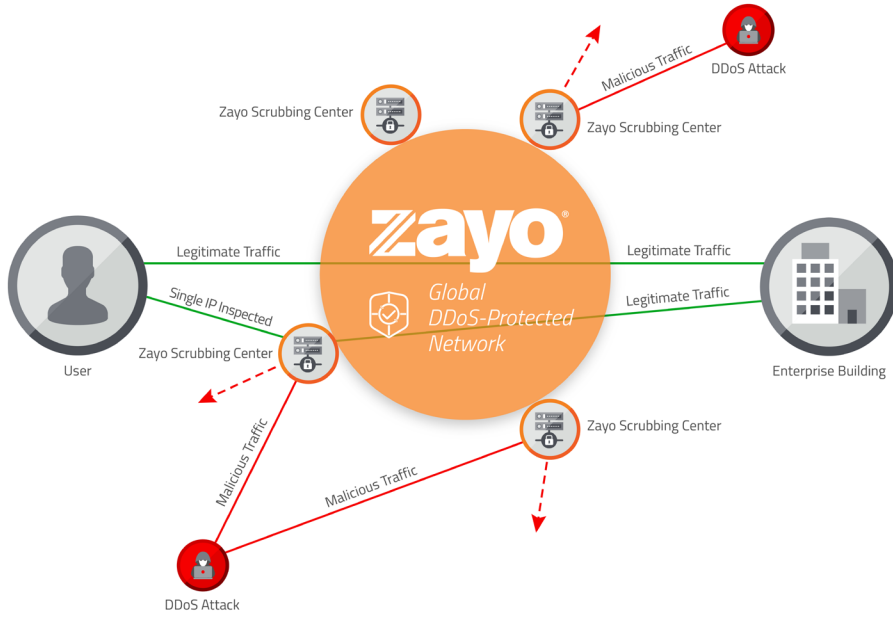 Malicious Traffic
DDoS Attack
Zayo Scrubbing Center
Zayo Scrubbing Center
zayo®
Legitimate Traffic
Legitimate Traffic
Global
DDoS-Protected
Network
Single IP Inspected
Legitimate Traffic
Zayo Scrubbing Center
User
Enterprise Building
Malicious Traffic
Zayo Scrubbing Center
Malicious Traffic
DDoS Attack